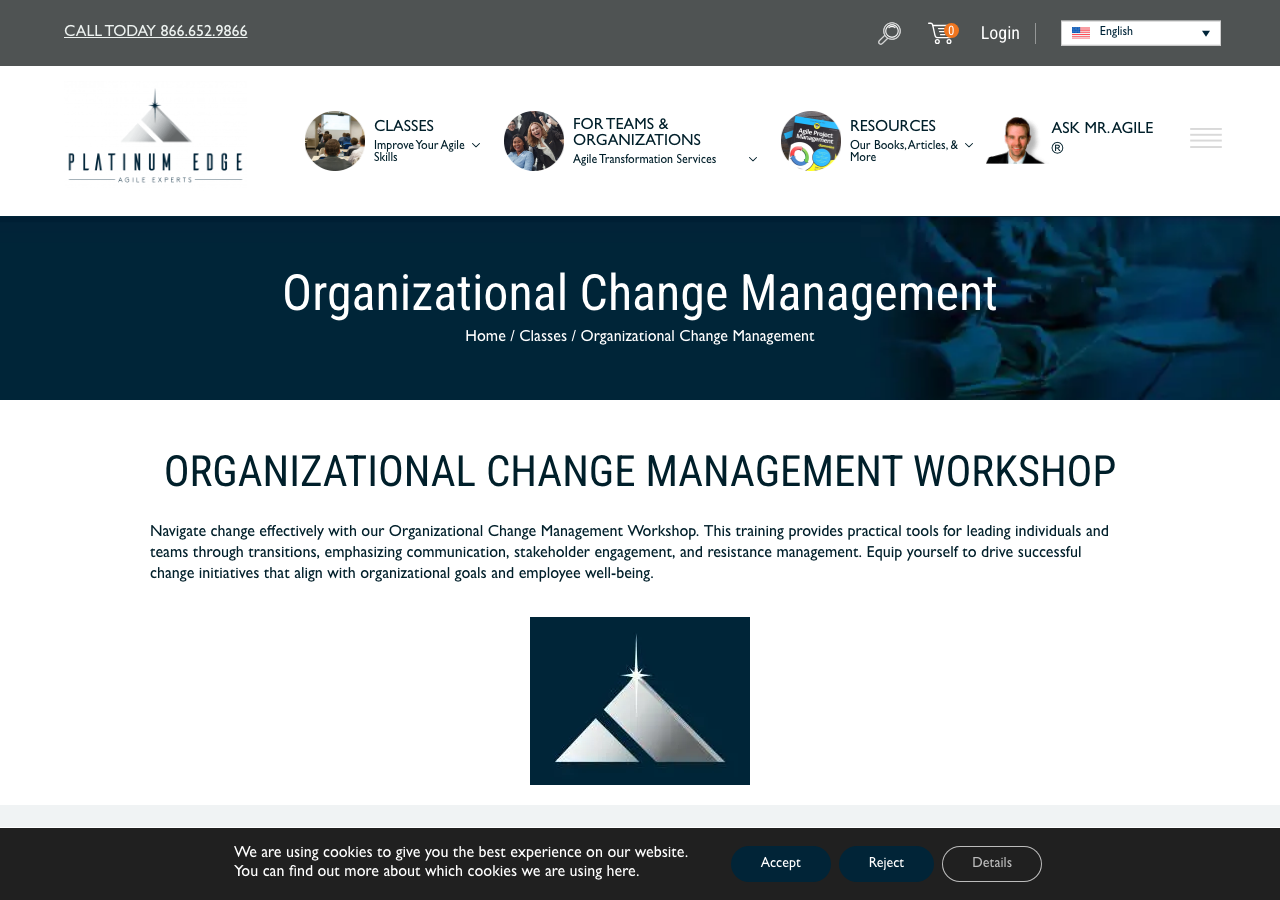 CALL TODAY 866.652.9866
0
Login
English
PLATINUM EDGE
AGILE EXPERTS
CLASSES
Improve Your Agile
Skills
FOR TEAMS &
ORGANIZATIONS
Agile Transformation Services
Agile Project
Management
RESOURCES
Our Books, Articles, &
More
ASK MR. AGILE
®
Organizational Change Management
Home / Classes / Organizational Change Management
ORGANIZATIONAL CHANGE MANAGEMENT WORKSHOP
Navigate change effectively with our Organizational Change Management Workshop. This training provides practical tools for leading individuals and
teams through transitions, emphasizing communication, stakeholder engagement, and resistance management. Equip yourself to drive successful
change initiatives that align with organizational goals and employee well-being.
We are using cookies to give you the best experience on our website.
You can find out more about which cookies we are using here.
Accept
Reject
Details